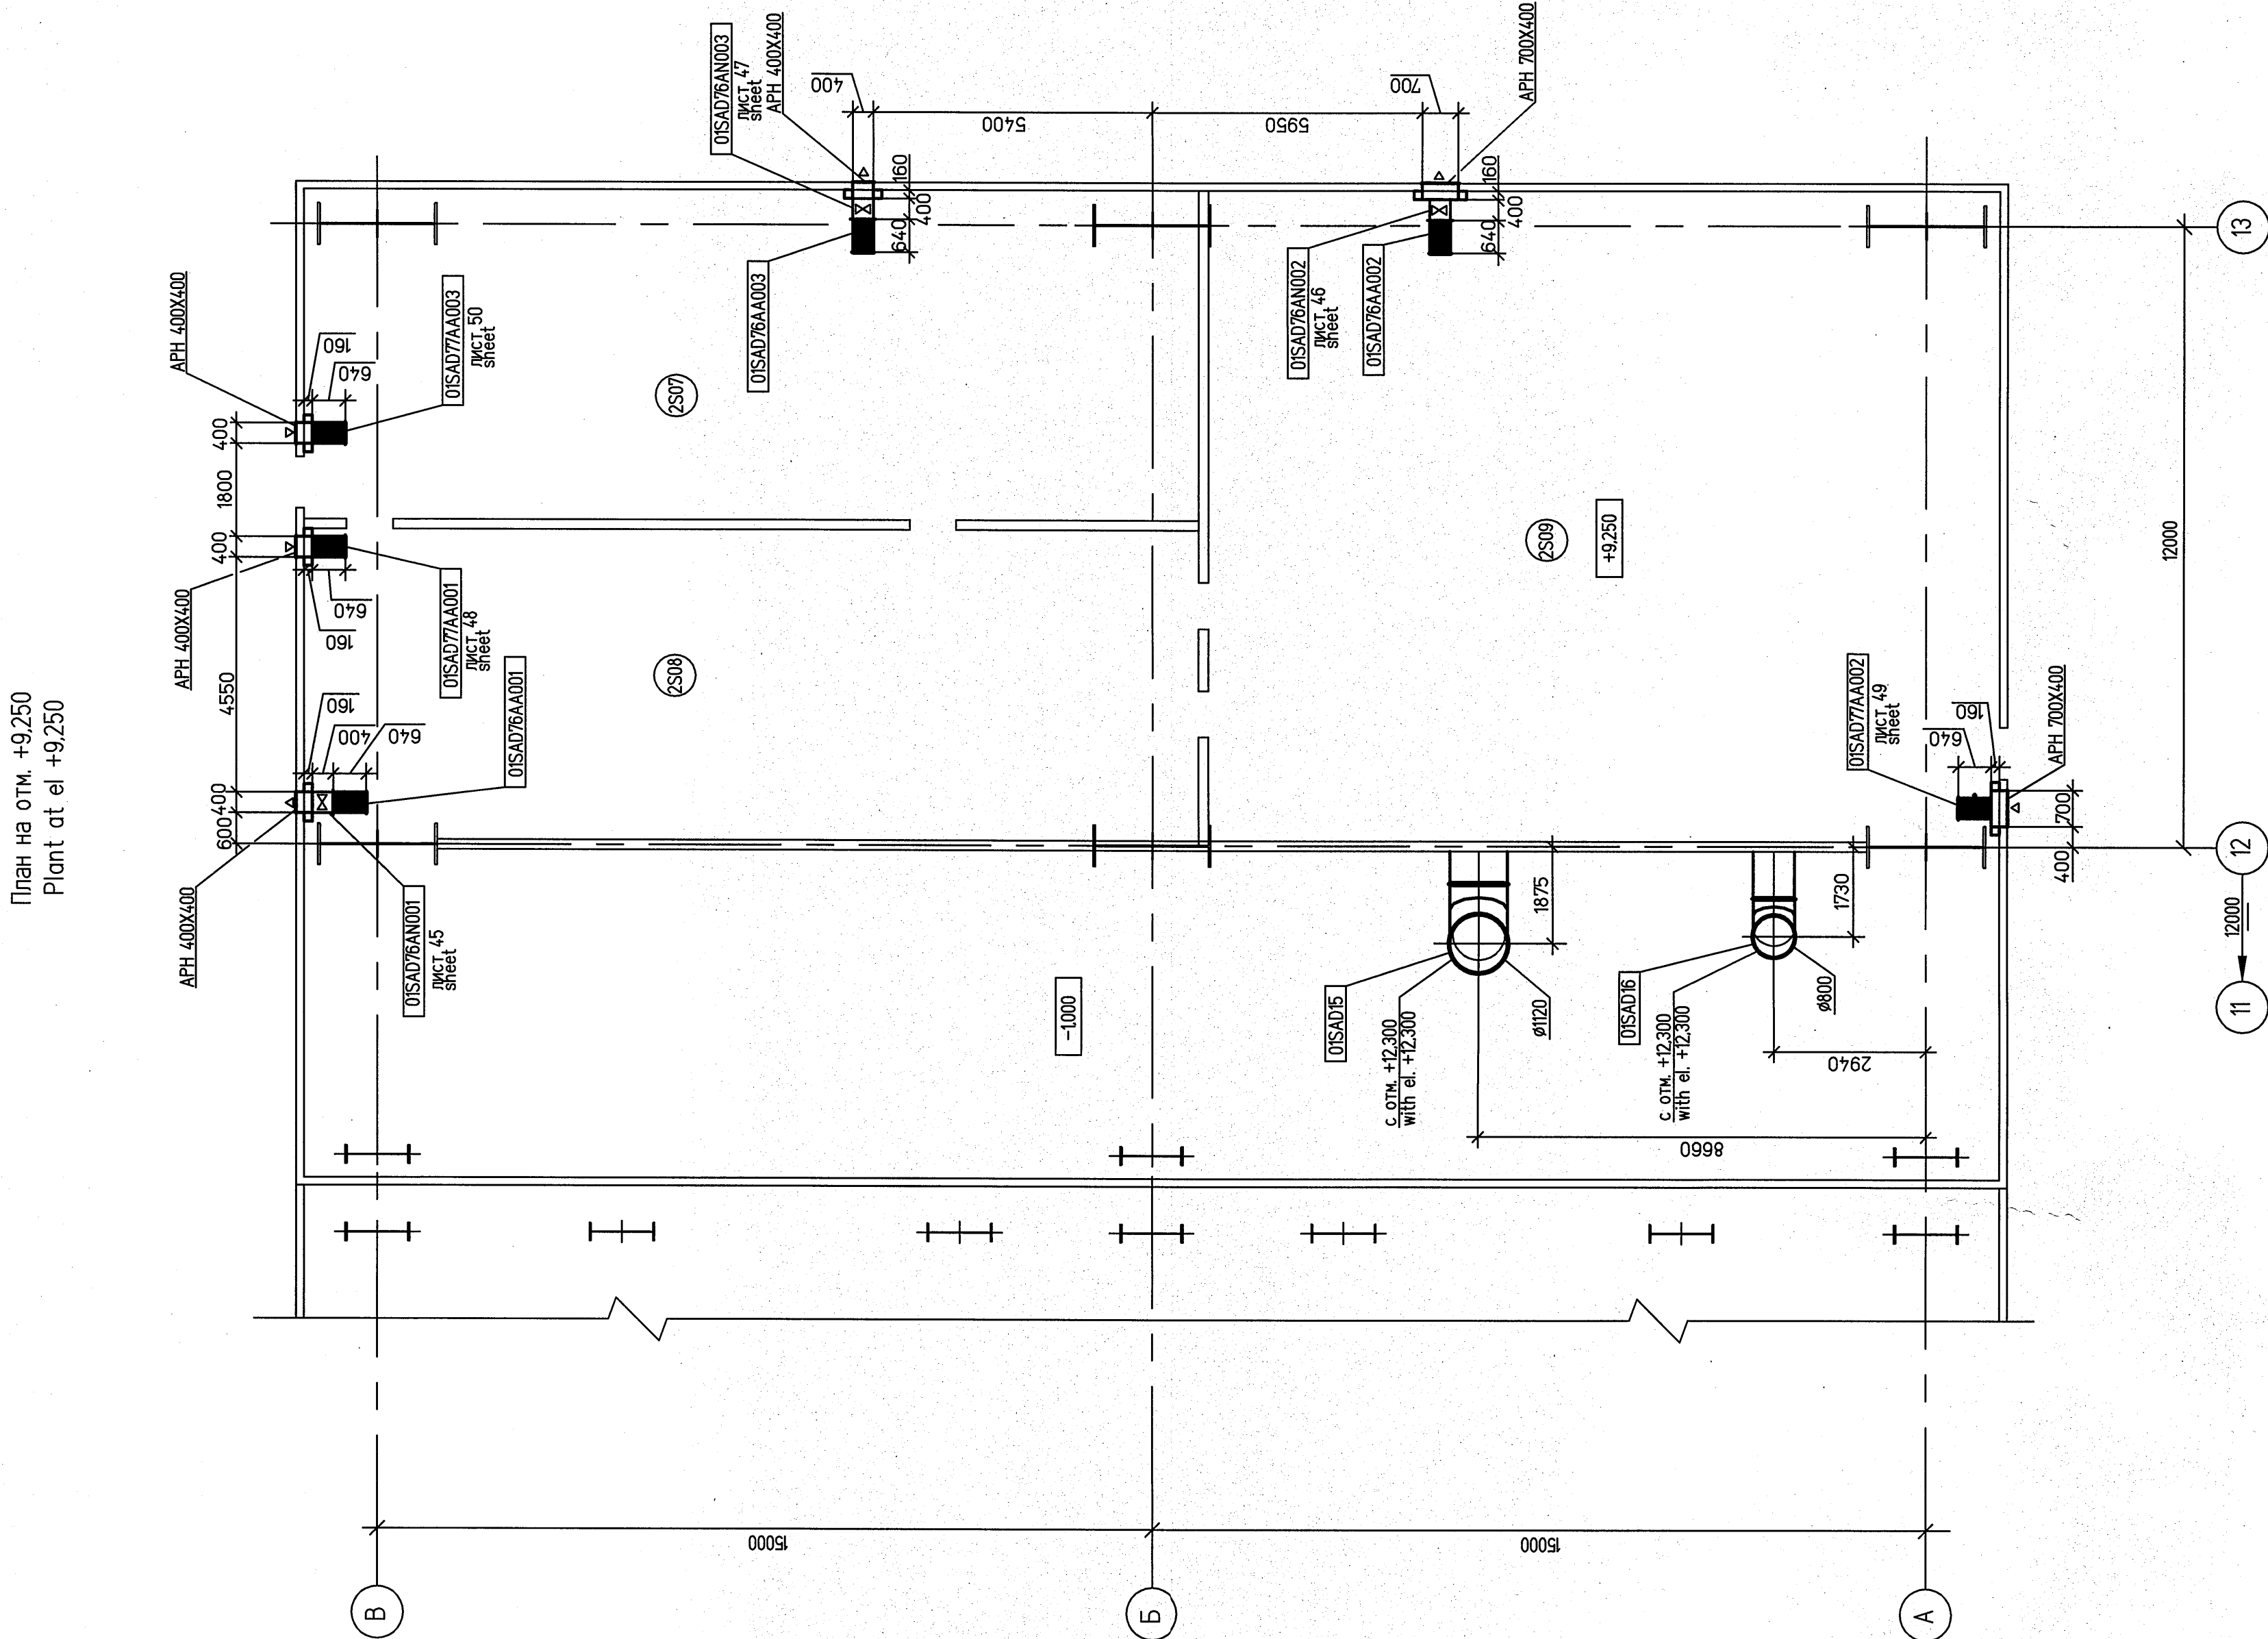 План на отм. +9,250
Plant at el +9,250
АРН 400X400
600
400
4550
400
1800
400
АРН 400X400
АРН 400X400
160
400
640
160
640
160
640
01SAD76AN001
ЛИСТ 45
sheet
01SAD76AA001
01SAD77AA001
ЛИСТ 48
sheet
01SAD77AA003
ЛИСТ 50
sheet
2S08
2S07
01SAD76AN003
ЛИСТ 47
sheet
АРН 400X400
400
01SAD76AA003
640
400
160
5400
5950
-1,000
01SAD76AN002
ЛИСТ 46
sheet
01SAD76AA002
640
400
160
700
АРН 700X400
2S09
+9,250
01SAD15
с отм. +12,300
with el. +12,300
ø1120
1875
01SAD16
с отм. +12,300
with el. +12,300
ø800
1730
2940
8660
01SAD77AA002
ЛИСТ 49
sheet
640
160
АРН 700X400
400
700
12000
12000
15000
15000
В
Б
А
11
12
13